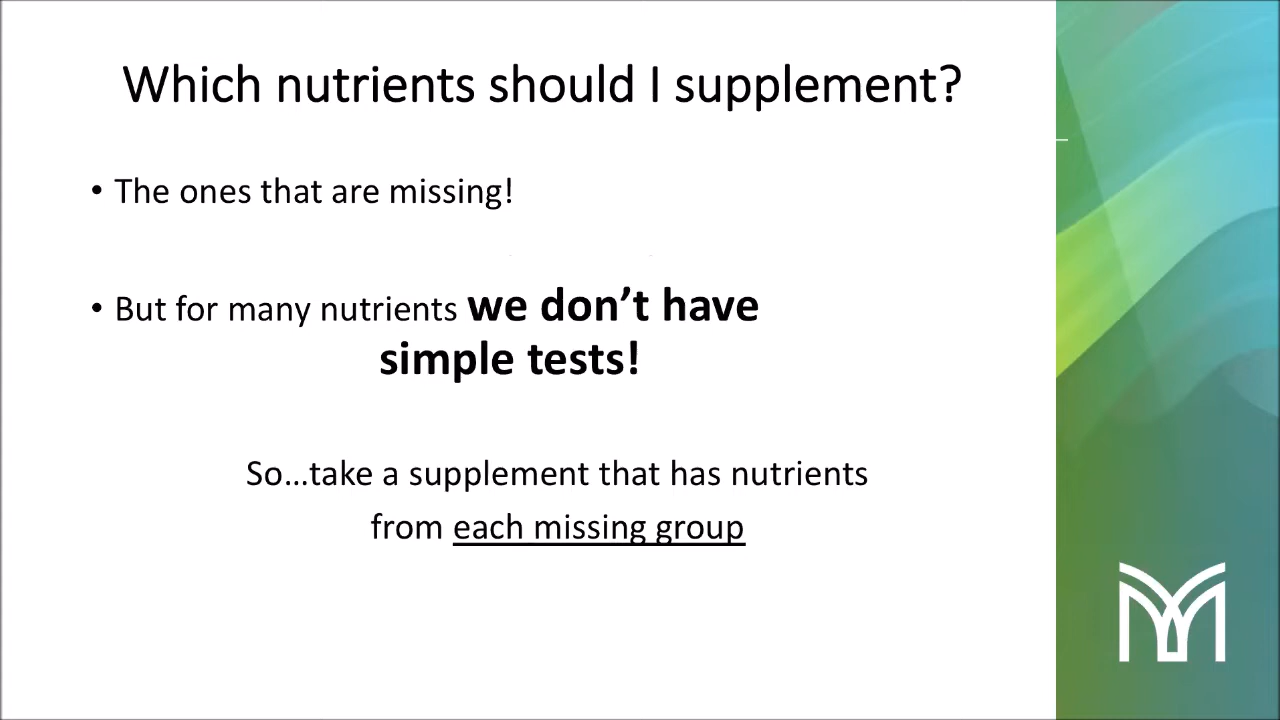 Which nutrients should I supplement?
• The ones that are missing!
• But for many nutrients we don’t have
simple tests!
So...take a supplement that has nutrients
from each missing group